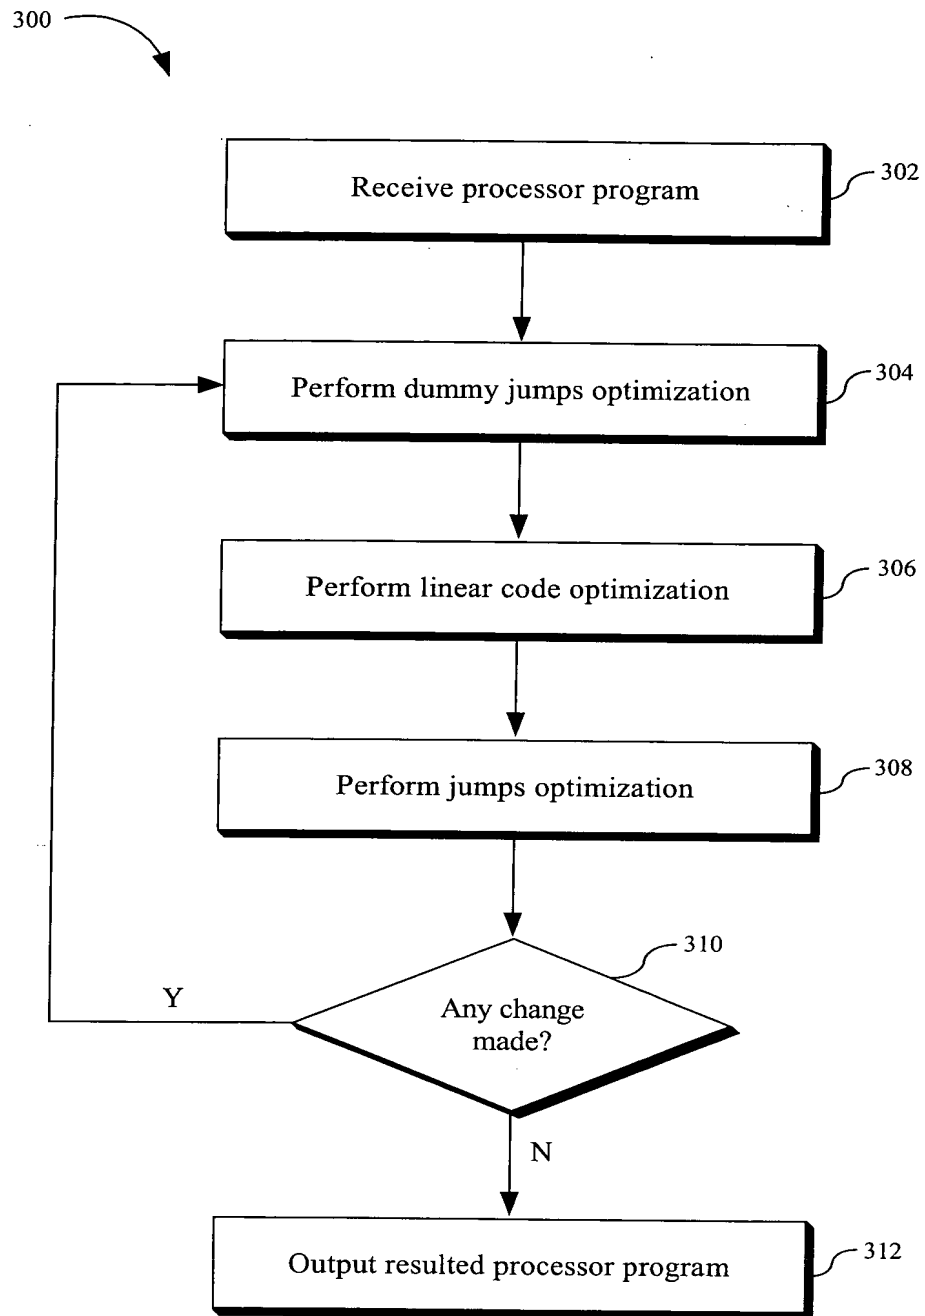 300
Receive processor program
302
Perform dummy jumps optimization
304
Perform linear code optimization
306
Perform jumps optimization
308
310
Any change
made?
Y
N
Output resulted processor program
312